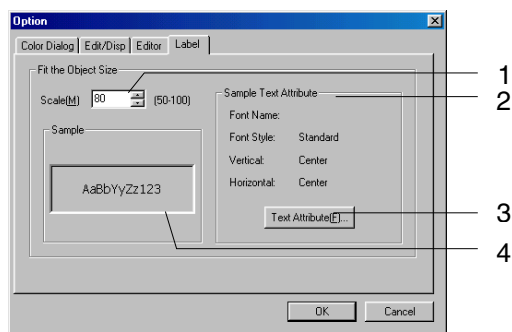 Option
Color Dialog Edit/Disp Editor Label
Fit the Object Size
Scale(M) 80 (50-100)
1
Sample Text Attribute
2
Font Name:
Sample
Font Style: Standard
Vertical: Center
Horizontal: Center
AaBbYyZz123
Text Attribute(F)...
3
4
OK Cancel